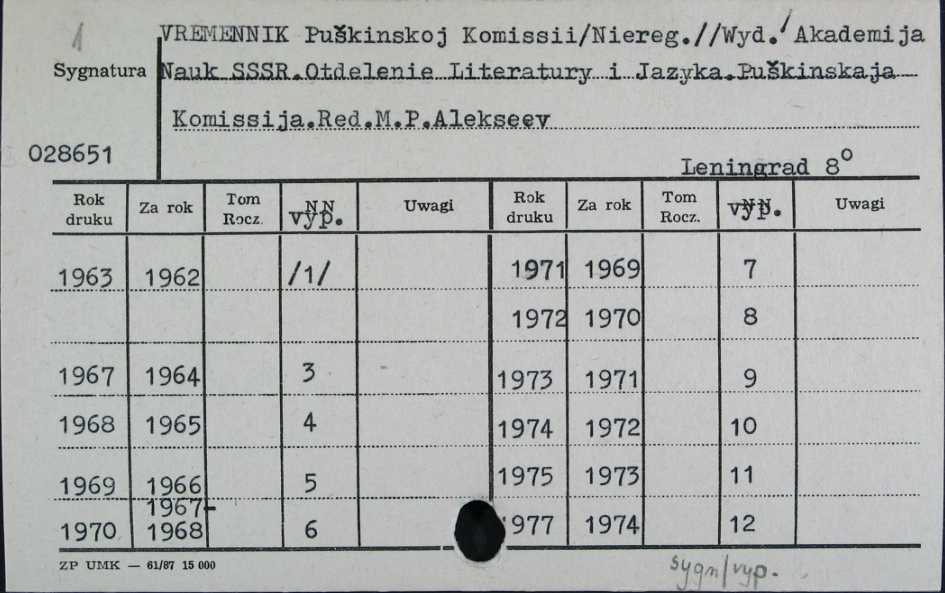 1
VREMENNIK Puškinskoj Komissii/Niereg.//Wyd./ Akademija
Sygnatura Nauk SSSR.Otdelenie Literatury i Jazyka.Puškinskaja
Komissija.Red.M.P.Alekseev
028651
Leningrad 8°
Rok druku Za rok Tom Rocz. NN vyp. Uwagi Rok druku Za rok Tom Rocz. NN vyp. Uwagi
1963 1962 /1/ 1971 1969 7
1972 1970 8
1967 1964 3 1973 1971 9
1968 1965 4 1974 1972 10
1969 1966 5 1975 1973 11
1970 1967-1968 6 1977 1974 12
ZP UMK — 61/87 15 000
sygn/vyp.